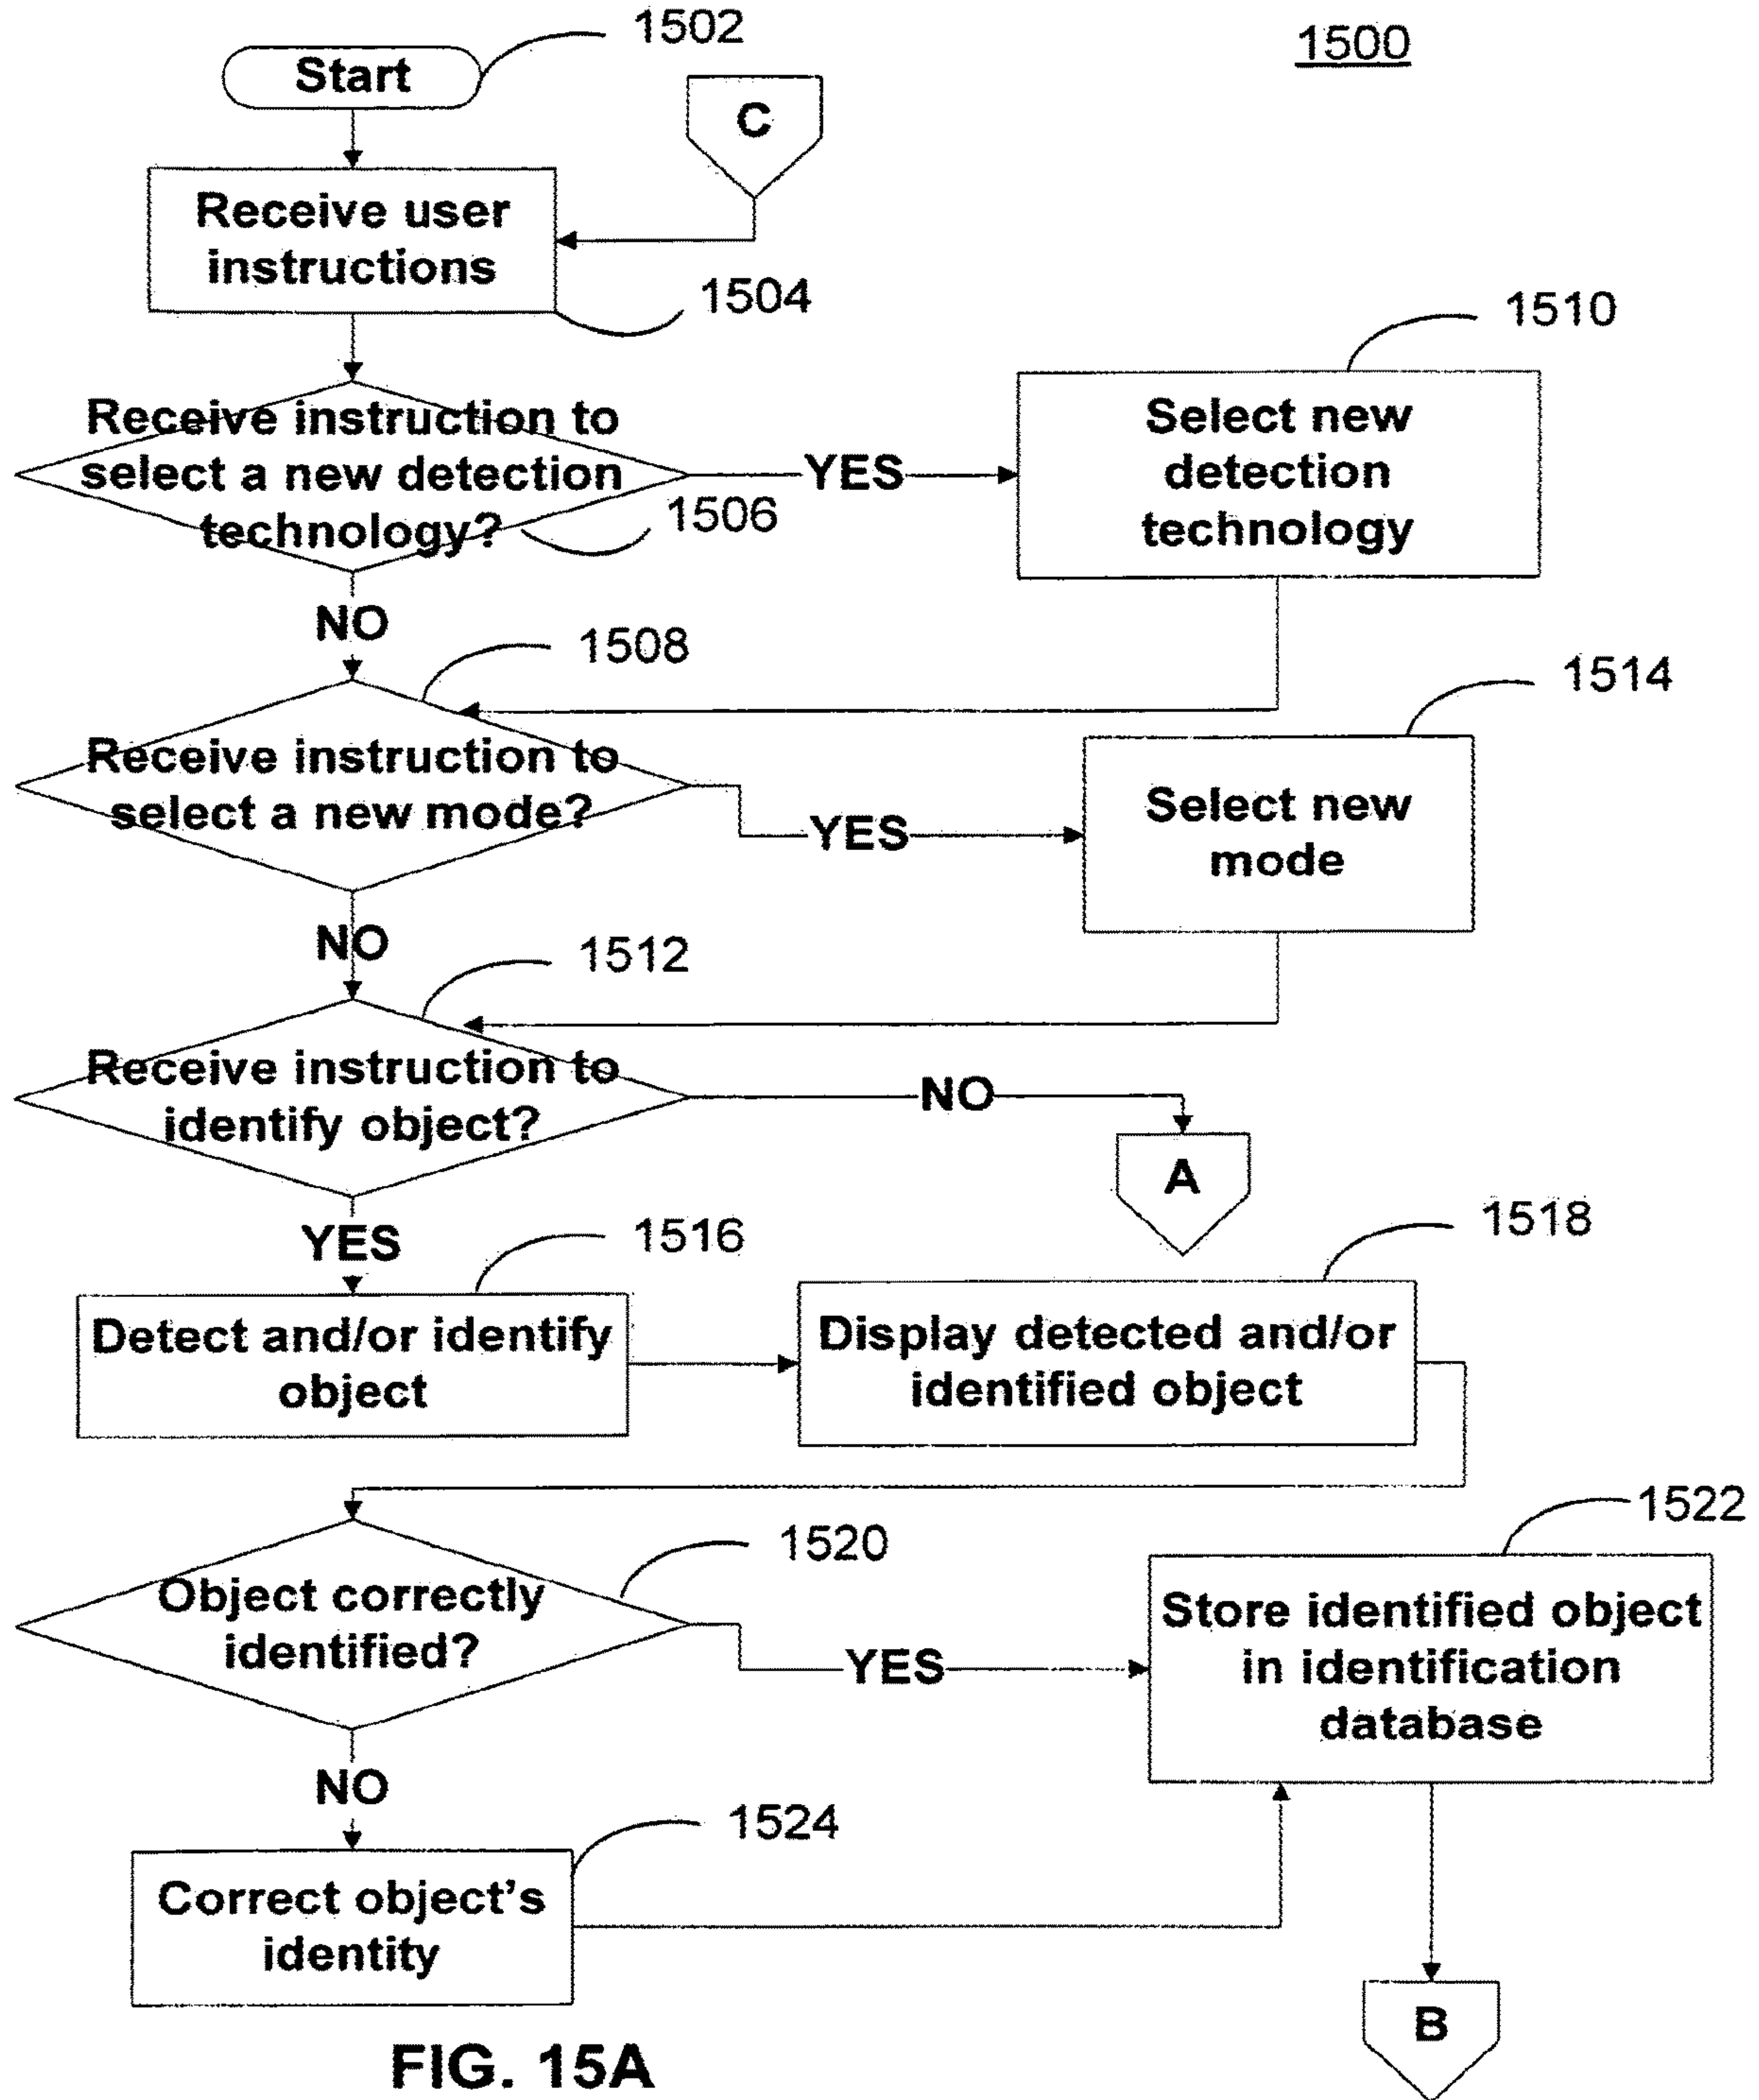 1502
1500
Start
C
Receive user
instructions
1504
1510
Receive instruction to
select a new detection
technology?
1506
YES
Select new
detection
technology
NO
1508
1514
Receive instruction to
select a new mode?
YES
Select new
mode
NO
1512
Receive instruction to
identify object?
NO
A
YES
1516
1518
Detect and/or identify
object
Display detected and/or
identified object
1522
1520
Object correctly
identified?
YES
Store identified object
in identification
database
NO
1524
Correct object's
identity
B
FIG. 15A